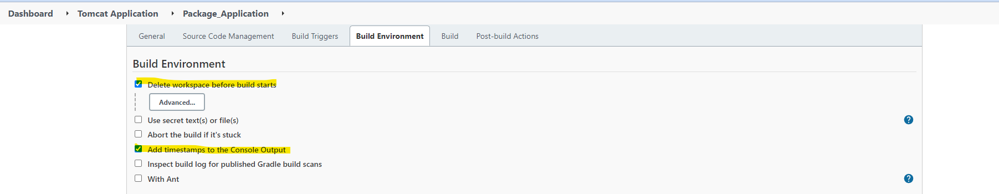 Dashboard Tomcat Application Package_Application
General Source Code Management Build Triggers Build Environment Build Post-build Actions
Build Environment
Delete workspace before build starts
Advanced...
Use secret text(s) or file(s) ?
Abort the build if it's stuck
Add timestamps to the Console Output
Inspect build log for published Gradle build scans
With Ant ?